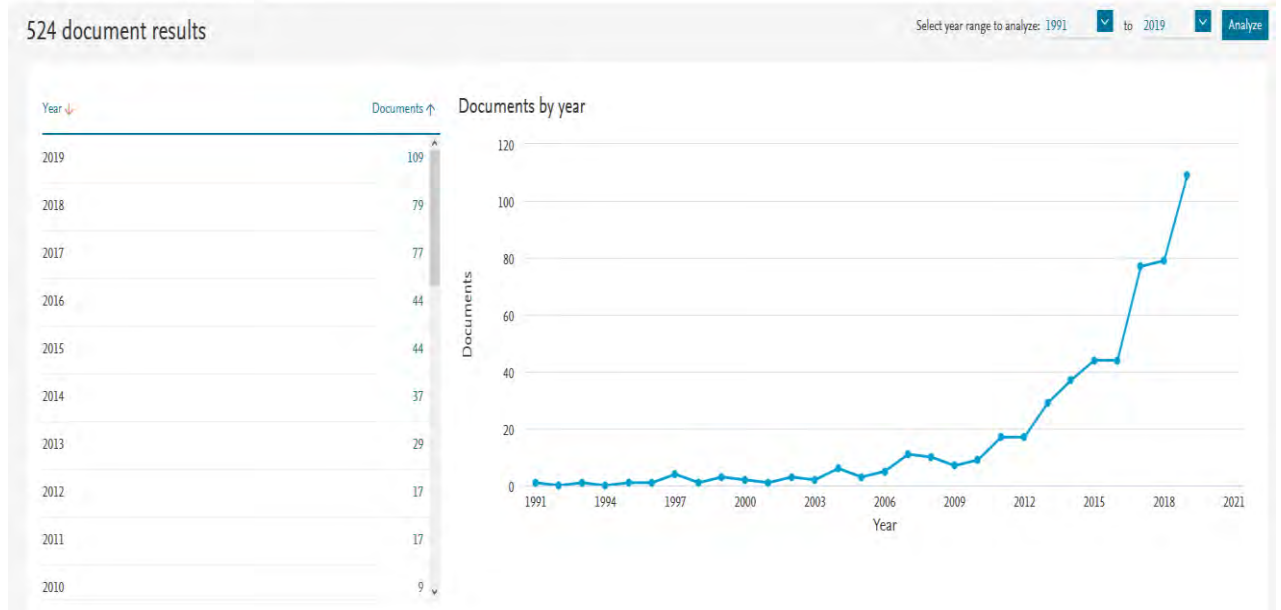 524 document results
Select year range to analyze: 1991 to 2019 Analyze
Year Documents
2019 109
2018 79
2017 77
2016 44
2015 44
2014 37
2013 29
2012 17
2011 17
2010 9
Documents by year
120
100
80
60
40
20
0
Documents
1991 1994 1997 2000 2003 2006 2009 2012 2015 2018 2021
Year